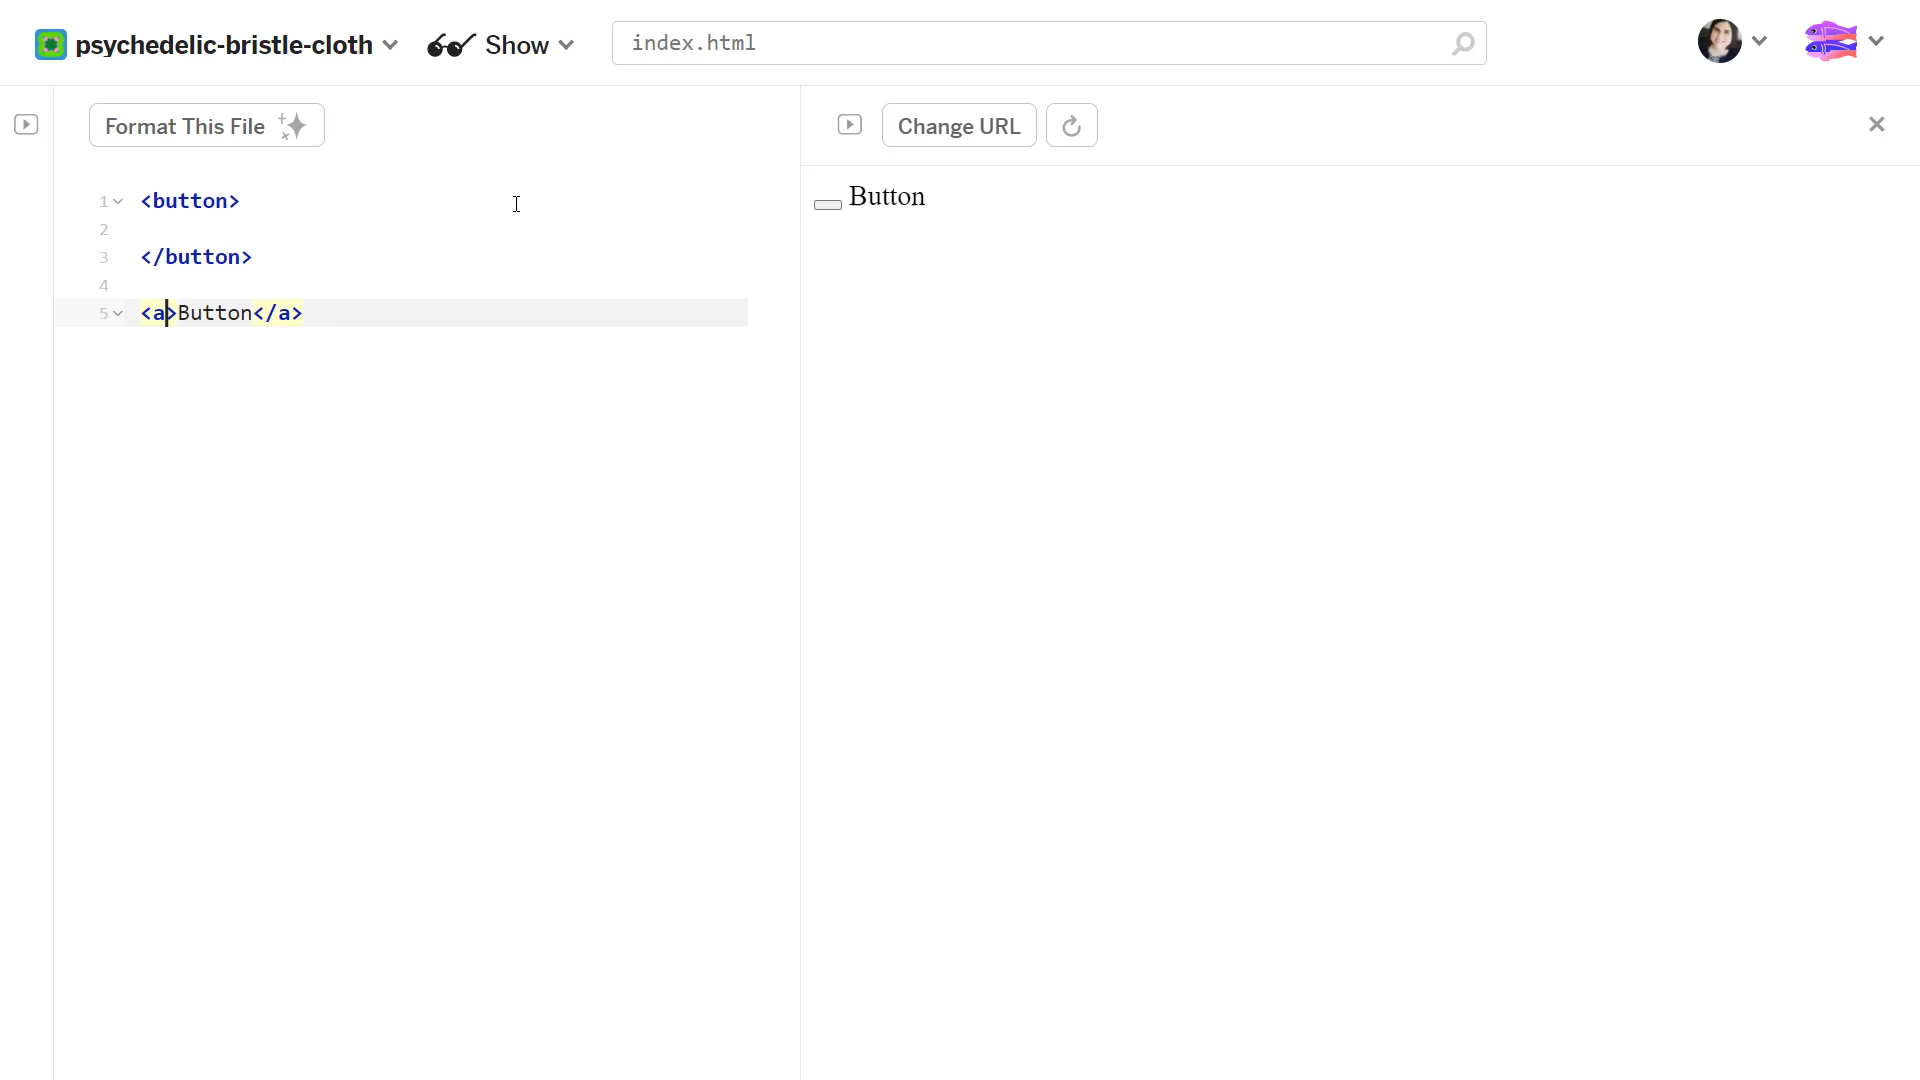 psychedelic-bristle-cloth Show index.html
Format This File Change URL
1 <button>
2
3 </button>
4
5 <a>Button</a>
Button